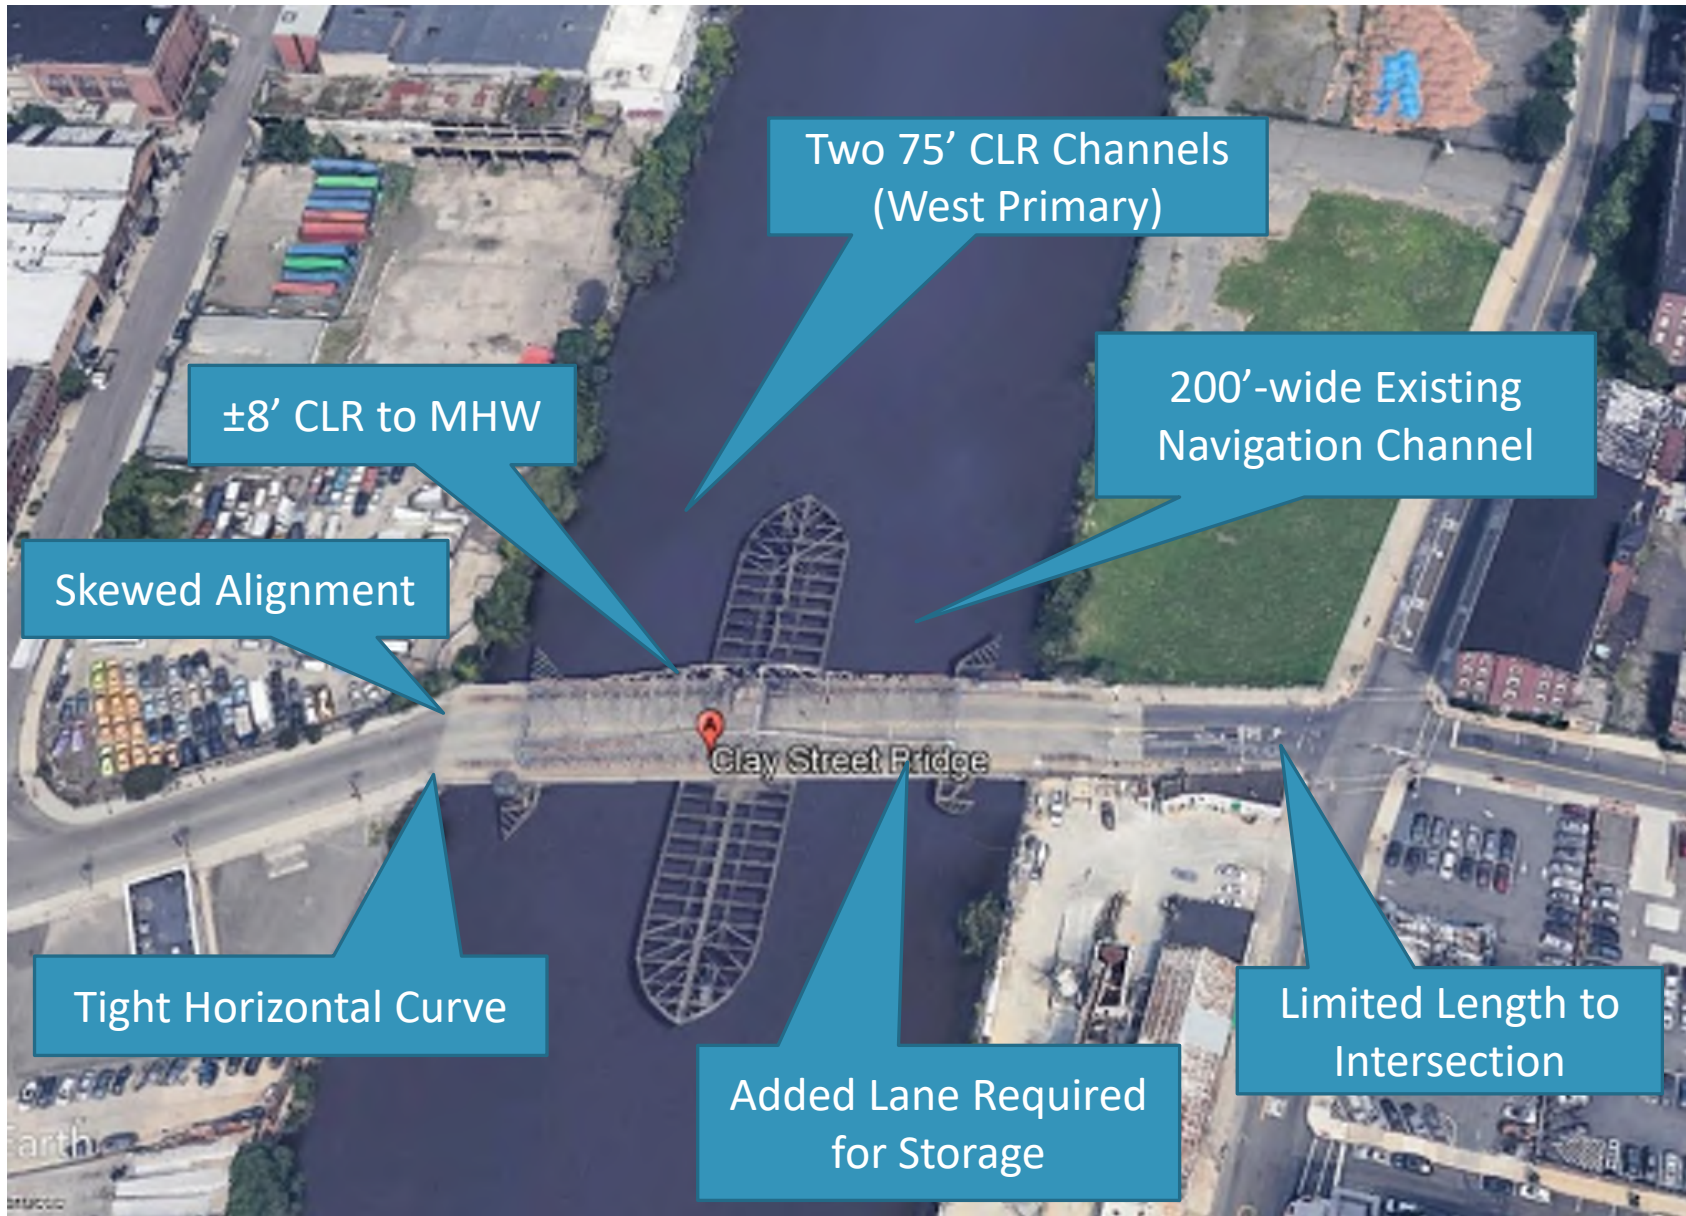 Two 75’ CLR Channels
(West Primary)
±8’ CLR to MHW
200’-wide Existing
Navigation Channel
Skewed Alignment
A
Clay Street Bridge
Tight Horizontal Curve
Limited Length to
Intersection
Added Lane Required
for Storage
Earth